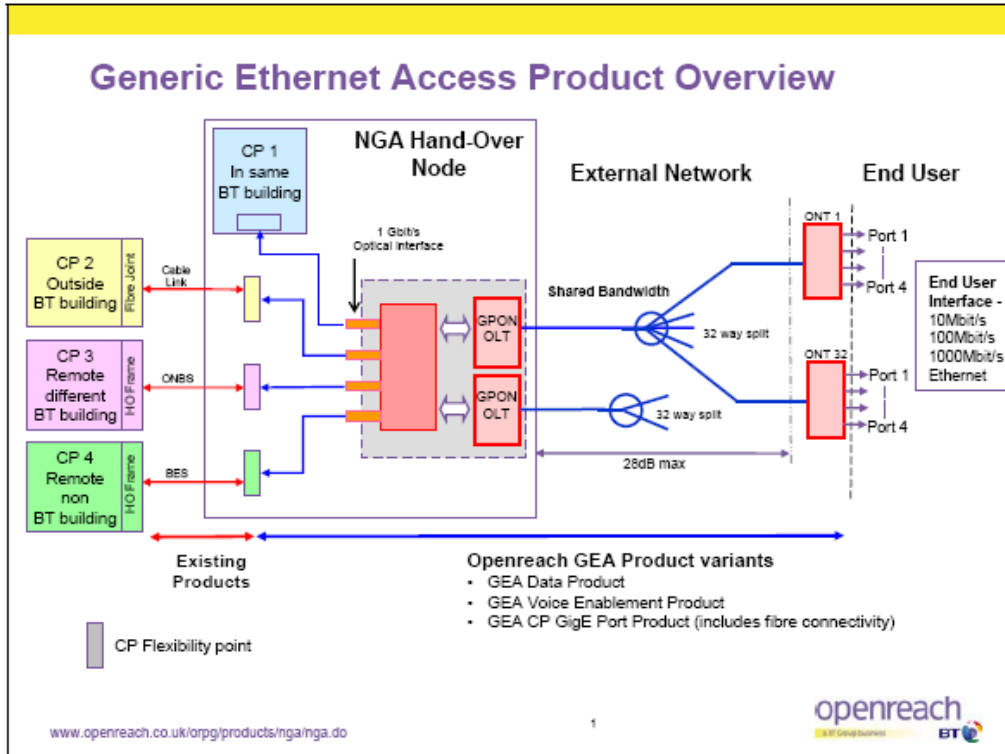 Generic Ethernet Access Product Overview
CP 1
In same
BT building
NGA Hand-Over
Node
External Network
End User
1 Gbit/s
Optical Interface
CP 2
Outside
BT building
Fibre Joint
Cable
Link
CP 3
Remote
different
BT building
HO Frame
ONBS
CP 4
Remote
non
BT building
HO Frame
BES
GPON
OLT
GPON
OLT
Shared Bandwidth
32 way split
32 way split
28dB max
ONT 1
Port 1
Port 4
ONT 32
Port 1
Port 4
End User
Interface -
10Mbit/s
100Mbit/s
1000Mbit/s
Ethernet
Existing
Products
Openreach GEA Product variants
• GEA Data Product
• GEA Voice Enablement Product
• GEA CP GigE Port Product (includes fibre connectivity)
CP Flexibility point
www.openreach.co.uk/orpg/products/nga/nga.do
1
openreach
a BT Group business
BT